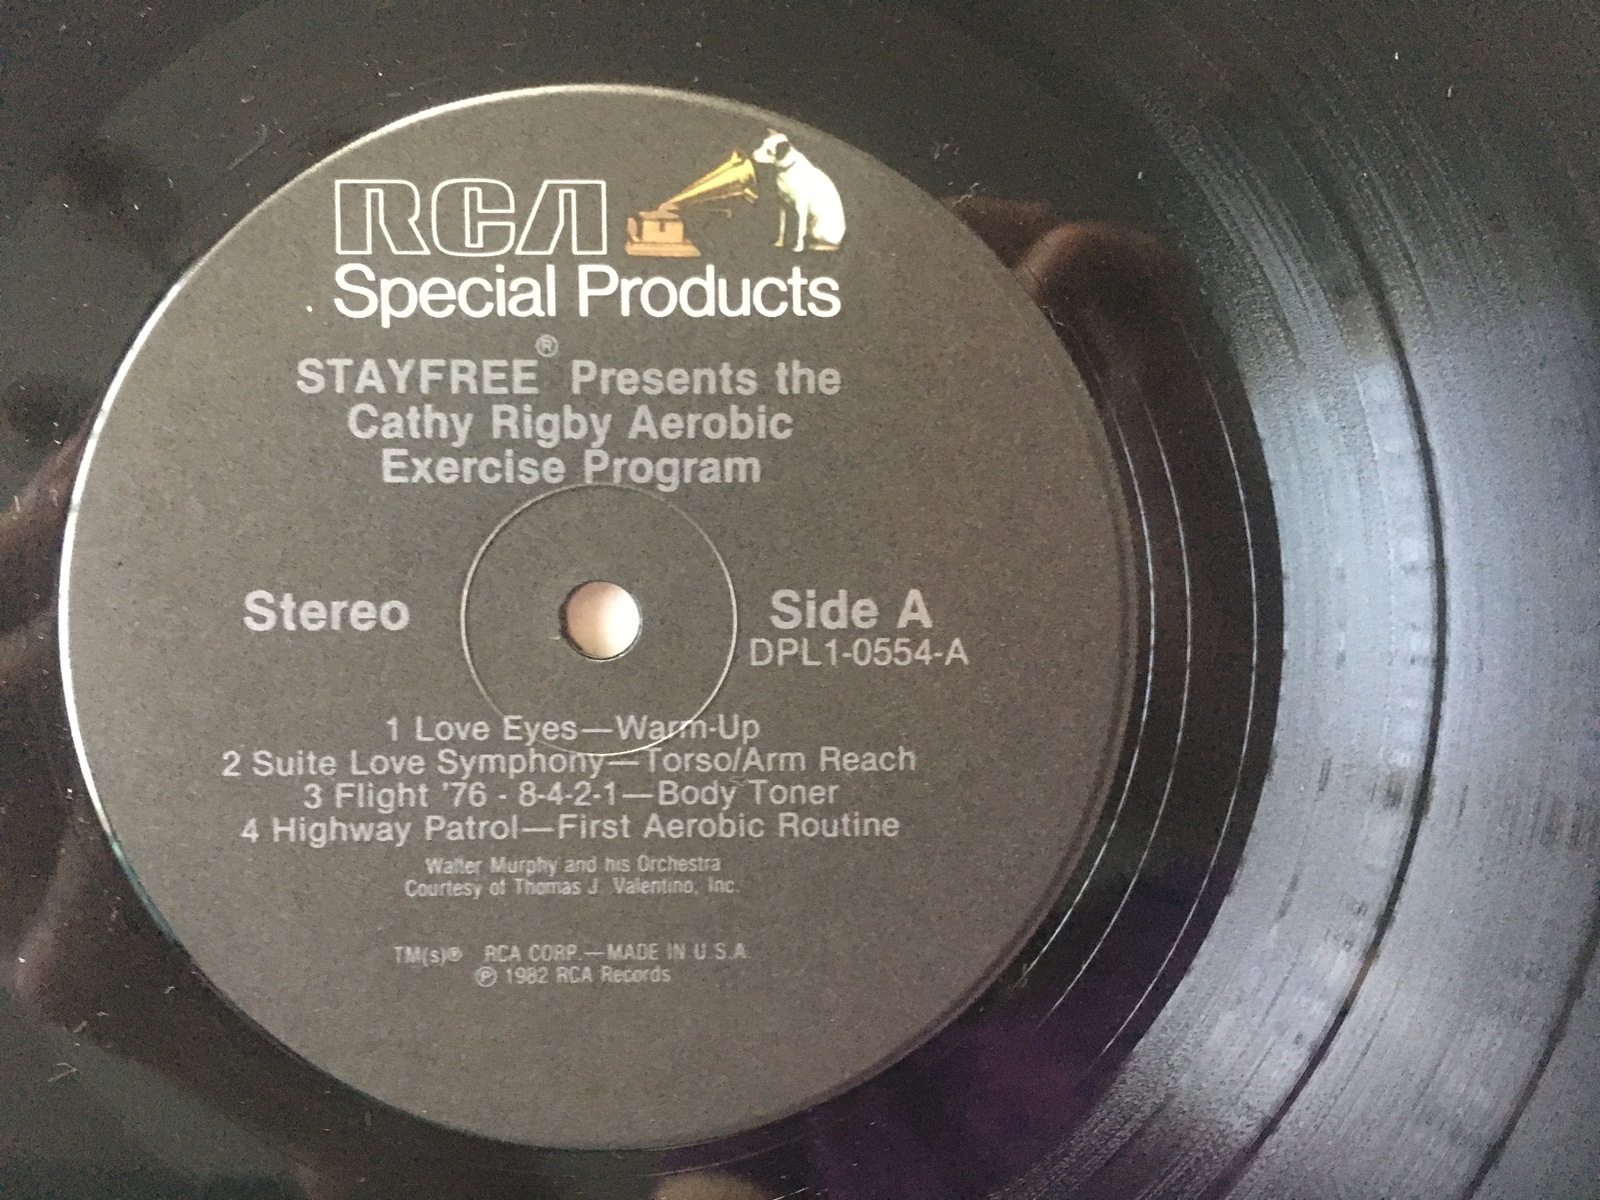 RCA
Special Products
STAYFREE® Presents the
Cathy Rigby Aerobic
Exercise Program
Stereo
Side A
DPL1-0554-A
1 Love Eyes—Warm-Up
2 Suite Love Symphony—Torso/Arm Reach
3 Flight '76 - 8-4-2-1—Body Toner
4 Highway Patrol—First Aerobic Routine
Walter Murphy and his Orchestra
Courtesy of Thomas J. Valentino, Inc.
TM(s)® RCA CORP.—MADE IN U.S.A.
℗ 1982 RCA Records